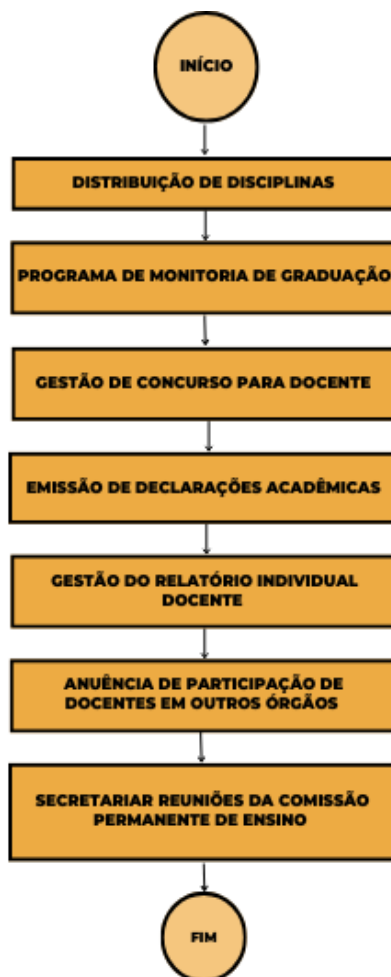 INÍCIO
DISTRIBUIÇÃO DE DISCIPLINAS
PROGRAMA DE MONITORIA DE GRADUAÇÃO
GESTÃO DE CONCURSO PARA DOCENTE
EMISSÃO DE DECLARAÇÕES ACADÊMICAS
GESTÃO DO RELATÓRIO INDIVIDUAL
DOCENTE
ANUÊNCIA DE PARTICIPAÇÃO DE
DOCENTES EM OUTROS ÓRGÃOS
SECRETARIAR REUNIÕES DA COMISSÃO
PERMANENTE DE ENSINO
FIM